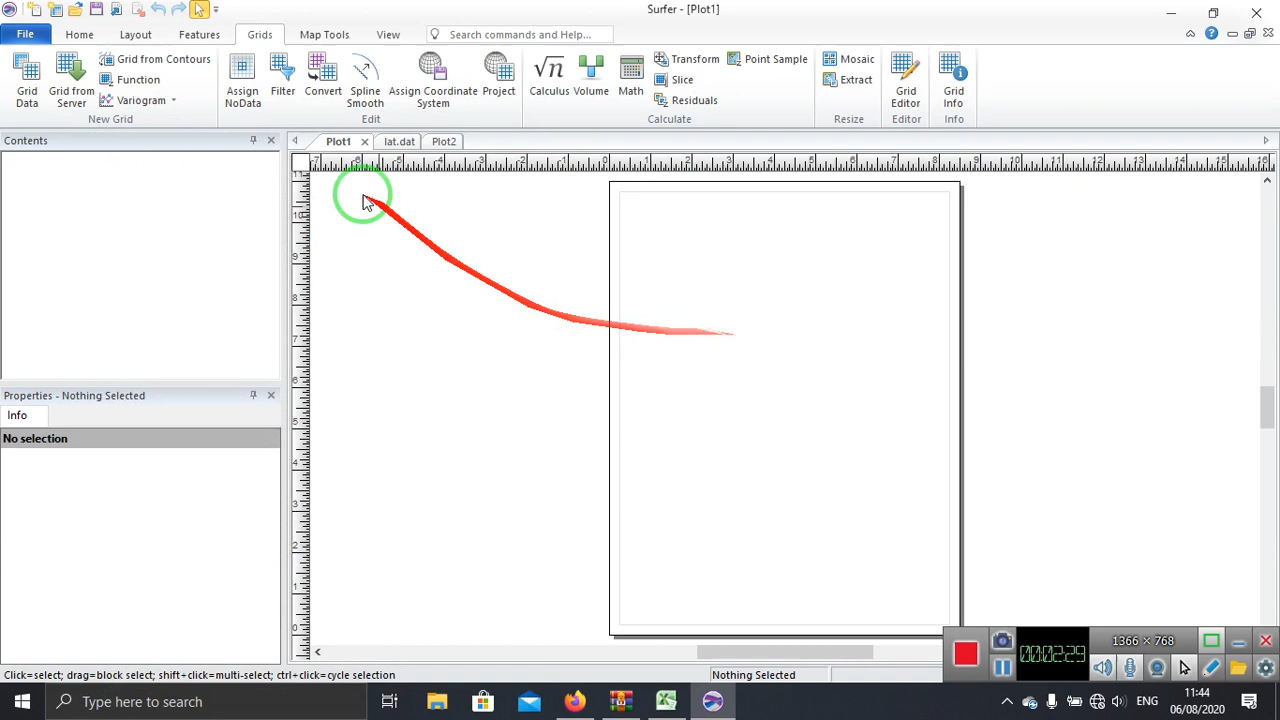 Surfer - [Plot1]
File Home Layout Features Grids Map Tools View Search commands and Help...
Grid Data
Grid from Server
Grid from Contours
Function
Variogram
New Grid
Assign NoData
Filter
Convert
Spline Smooth
Assign Coordinate System
Project
Edit
Calculus
Volume
Math
Transform
Slice
Residuals
Point Sample
Calculate
Mosaic
Extract
Resize
Grid Editor
Editor
Grid Info
Info
Contents
Plot1 lat.dat Plot2
Properties - Nothing Selected
Info
No selection
1366 × 768
00:02:29
Click=select; drag=block select; shift+click=multi-select; ctrl+click=cycle selection
Nothing Selected
Type here to search
ENG
11:44
06/08/2020